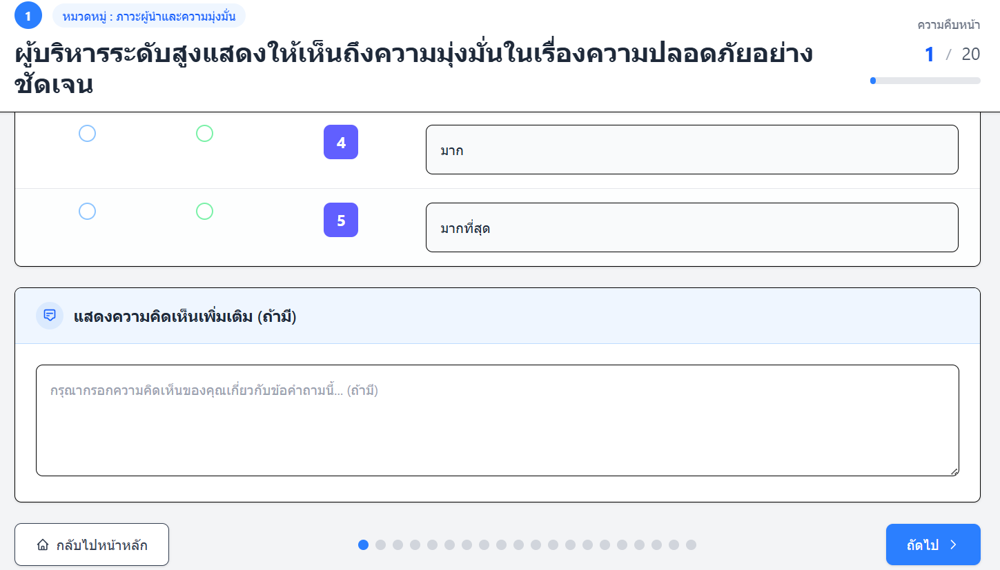 1
หมวดหมู่ : ภาวะผู้นำและความมุ่งมั่น
ผู้บริหารระดับสูงแสดงให้เห็นถึงความมุ่งมั่นในเรื่องความปลอดภัยอย่าง
ชัดเจน
ความคืบหน้า
1 / 20
4
มาก
5
มากที่สุด
แสดงความคิดเห็นเพิ่มเติม (ถ้ามี)
กรุณากรอกความคิดเห็นของคุณเกี่ยวกับข้อคำถามนี้... (ถ้ามี)
กลับไปหน้าหลัก
ถัดไป